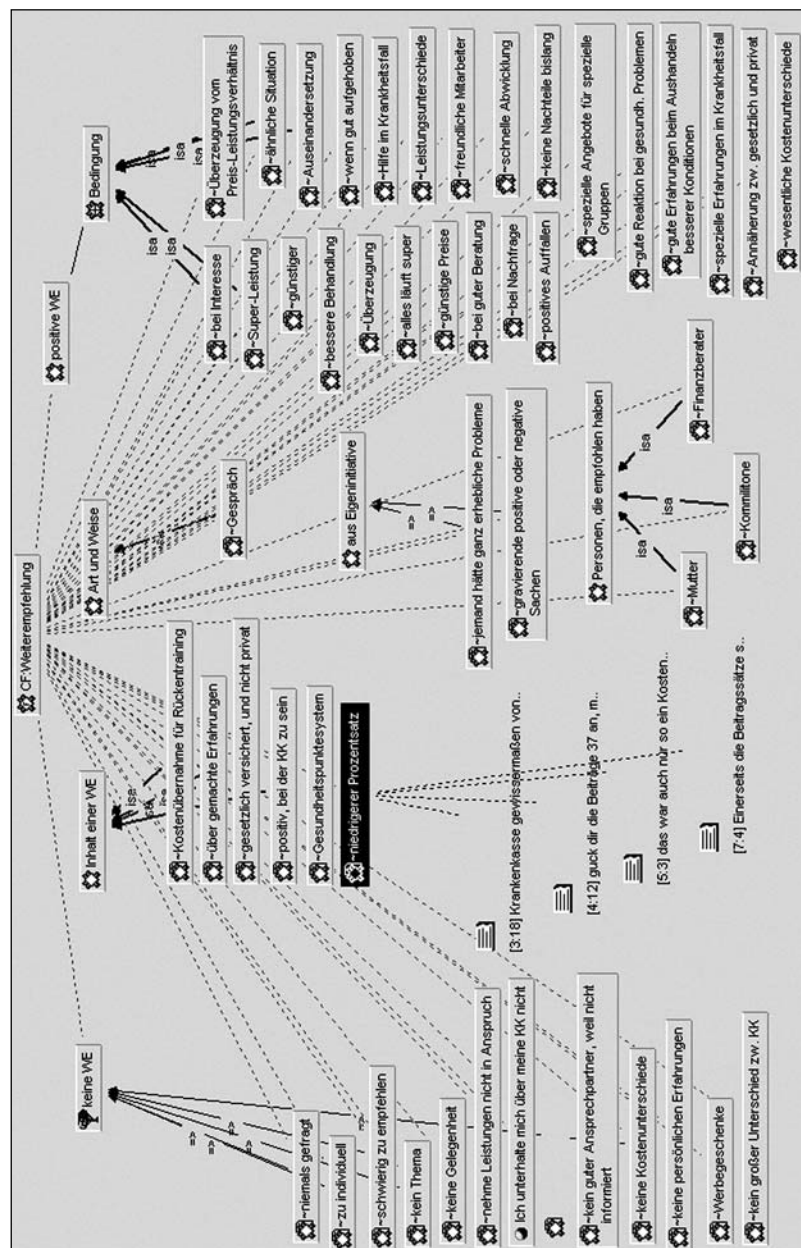 CF:Weiterempfehlung
keine WE
Inhalt einer WE
Art und Weise
positive WE
Bedingung
~niemals gefragt
~zu individuell
~schwierig zu empfehlen
~kein Thema
~keine Gelegenheit
~nehme Leistungen nicht in Anspruch
Ich unterhalte mich über meine KK nicht
~kein guter Ansprechpartner, weil nicht
informiert
~keine Kostenunterschiede
~keine persönlichen Erfahrungen
~Werbegeschenke
~kein großer Unterschied zw. KK
isa
isa
~Kostenübernahme für Rückentraining
~über gemachte Erfahrungen
~gesetzlich versichert, und nicht privat
~positiv, bei der KK zu sein
~Gesundheitspunktesystem
~niedrigerer Prozentsatz
[3:18] Krankenkasse gewissermaßen von..
[4:12] guck dir die Beiträge 37 an, m..
[5:3] das war auch nur so ein Kosten..
[7:4] Einerseits die Beitragssätze s..
~Gespräch
aus Eigeninitiative
~jemand hätte ganz erhebliche Probleme
~gravierende positive oder negative
Sachen
Personen, die empfohlen haben
isa
isa
isa
~Mutter
~Kommilitone
~Finanzberater
isa
isa
isa
isa
~bei Interesse
~Super-Leistung
~günstiger
~bessere Behandlung
~Überzeugung
~alles läuft super
~günstige Preise
~bei guter Beratung
~bei Nachfrage
~positives Auffallen
~Überzeugung vom
Preis-Leistungsverhältnis
~ähnliche Situation
~Auseinandersetzung
~wenn gut aufgehoben
~Hilfe im Krankheitsfall
~Leistungsunterschiede
~freundliche Mitarbeiter
~schnelle Abwicklung
~keine Nachteile bislang
~spezielle Angebote für spezielle
Gruppen
~gute Reaktion bei gesundh. Problemen
~gute Erfahrungen beim Aushandeln
besserer Konditionen
~spezielle Erfahrungen im Krankheitsfall
~Annäherung zw. gesetzlich und privat
~wesentliche Kostenunterschiede